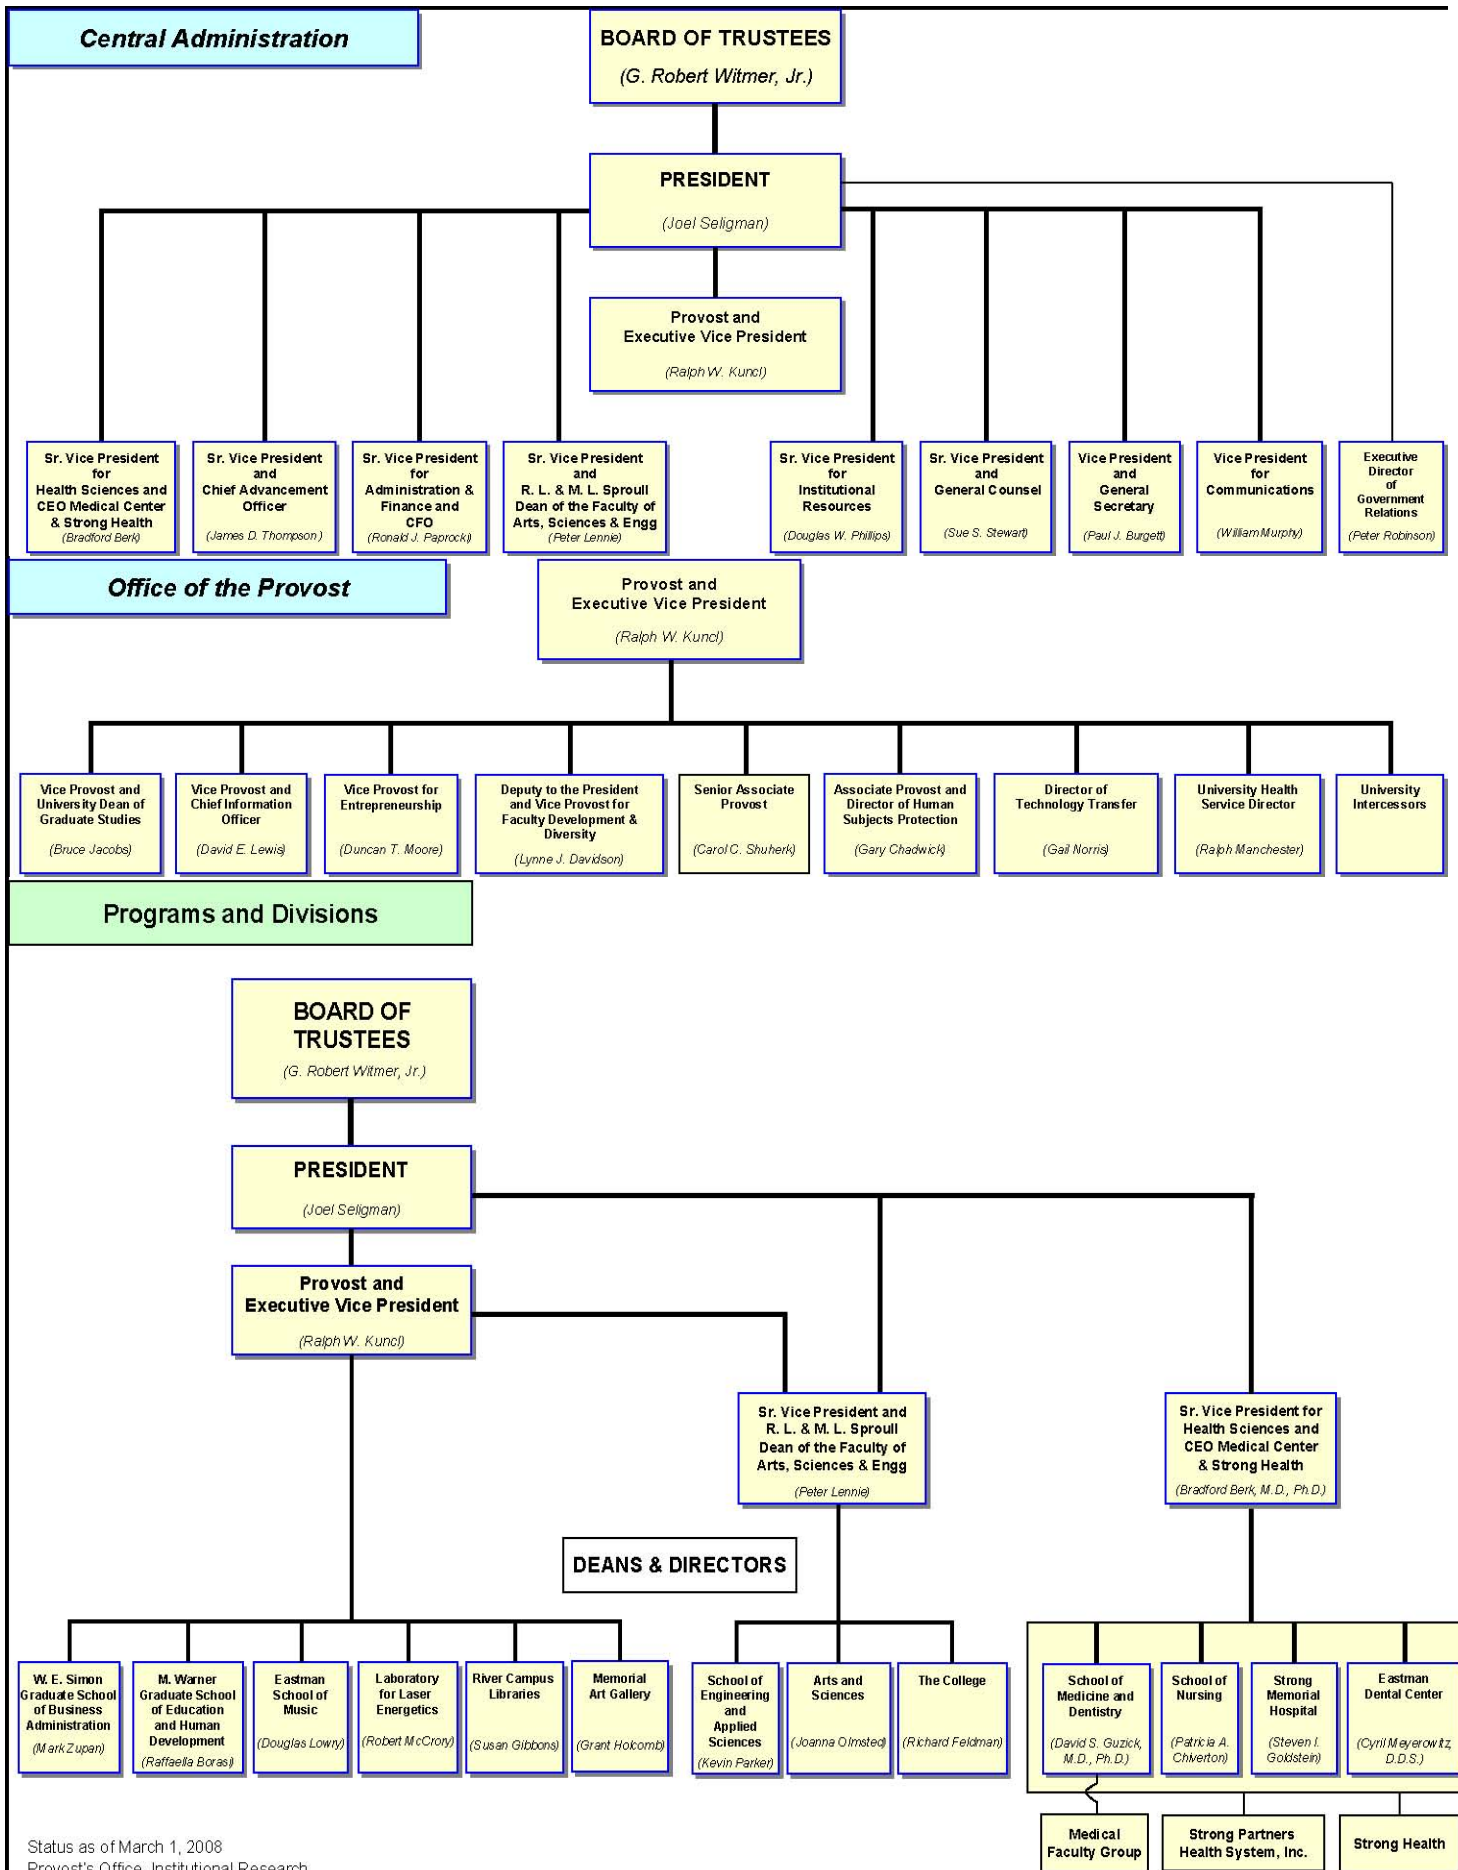 Central Administration
BOARD OF TRUSTEES
(G. Robert Witmer, Jr.)
PRESIDENT
(Joel Seligman)
Provost and
Executive Vice President
(Ralph W. Kuncl)
Sr. Vice President
for
Health Sciences and
CEO Medical Center
& Strong Health
(Bradford Berk)
Sr. Vice President
and
Chief Advancement
Officer
(James D. Thompson)
Sr. Vice President
for
Administration &
Finance and
CFO
(Ronald J. Paprocki)
Sr. Vice President
and
R. L. & M. L. Sproull
Dean of the Faculty of
Arts, Sciences & Engg
(Peter Lennie)
Sr. Vice President
for
Institutional
Resources
(Douglas W. Phillips)
Sr. Vice President
and
General Counsel
(Sue S. Stewart)
Vice President
and
General
Secretary
(Paul J. Burgett)
Vice President
for
Communications
(William Murphy)
Executive
Director
of
Government
Relations
(Peter Robinson)
Office of the Provost
Provost and
Executive Vice President
(Ralph W. Kuncl)
Vice Provost and
University Dean of
Graduate Studies
(Bruce Jacobs)
Vice Provost and
Chief Information
Officer
(David E. Lewis)
Vice Provost for
Entrepreneurship
(Duncan T. Moore)
Deputy to the President
and Vice Provost for
Faculty Development &
Diversity
(Lynne J. Davidson)
Senior Associate
Provost
(Carol C. Shuherk)
Associate Provost and
Director of Human
Subjects Protection
(Gary Chadwick)
Director of
Technology Transfer
(Gail Norris)
University Health
Service Director
(Ralph Manchester)
University
Intercessors
Programs and Divisions
BOARD OF
TRUSTEES
(G. Robert Witmer, Jr.)
PRESIDENT
(Joel Seligman)
Provost and
Executive Vice President
(Ralph W. Kuncl)
Sr. Vice President and
R. L. & M. L. Sproull
Dean of the Faculty of
Arts, Sciences & Engg
(Peter Lennie)
Sr. Vice President for
Health Sciences and
CEO Medical Center
& Strong Health
(Bradford Berk, M.D., Ph.D.)
DEANS & DIRECTORS
W. E. Simon
Graduate School
of Business
Administration
(Mark Zupan)
M. Warner
Graduate School
of Education
and Human
Development
(Raffaella Borasi)
Eastman
School of
Music
(Douglas Lowry)
Laboratory
for Laser
Energetics
(Robert McCrory)
River Campus
Libraries
(Susan Gibbons)
Memorial
Art Gallery
(Grant Holcomb)
School of
Engineering
and
Applied
Sciences
(Kevin Parker)
Arts and
Sciences
(Joanna Olmsted)
The College
(Richard Feldman)
School of
Medicine and
Dentistry
(David S. Guzick,
M.D., Ph.D.)
School of
Nursing
(Patricia A.
Chiverton)
Strong
Memorial
Hospital
(Steven I.
Goldstein)
Eastman
Dental Center
(Cyril Meyerowitz,
D.D.S.)
Medical
Faculty Group
Strong Partners
Health System, Inc.
Strong Health
Status as of March 1, 2008
Provost's Office, Institutional Research